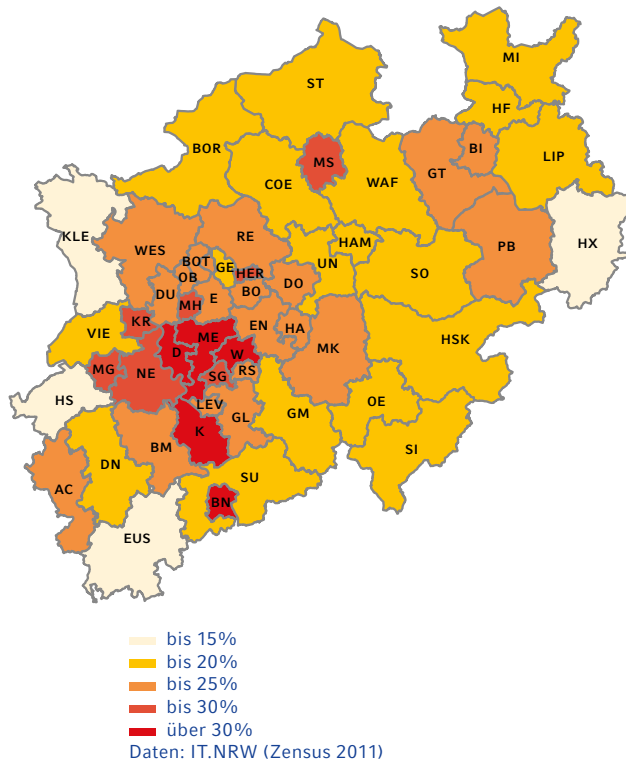 MI
ST
HF
BOR
MS
BI
LIP
GT
COE
WAF
KLE
RE
HAM
HX
WES
BOT
GE
UN
PB
OB
HER
SO
DU
E
BO
DO
MH
KR
EN
HA
VIE
ME
HSK
D
W
MK
MG
NE
SG
RS
HS
LEV
OE
K
GL
GM
BM
SI
DN
SU
AC
BN
EUS
bis 15%
bis 20%
bis 25%
bis 30%
über 30%
Daten: IT.NRW (Zensus 2011)